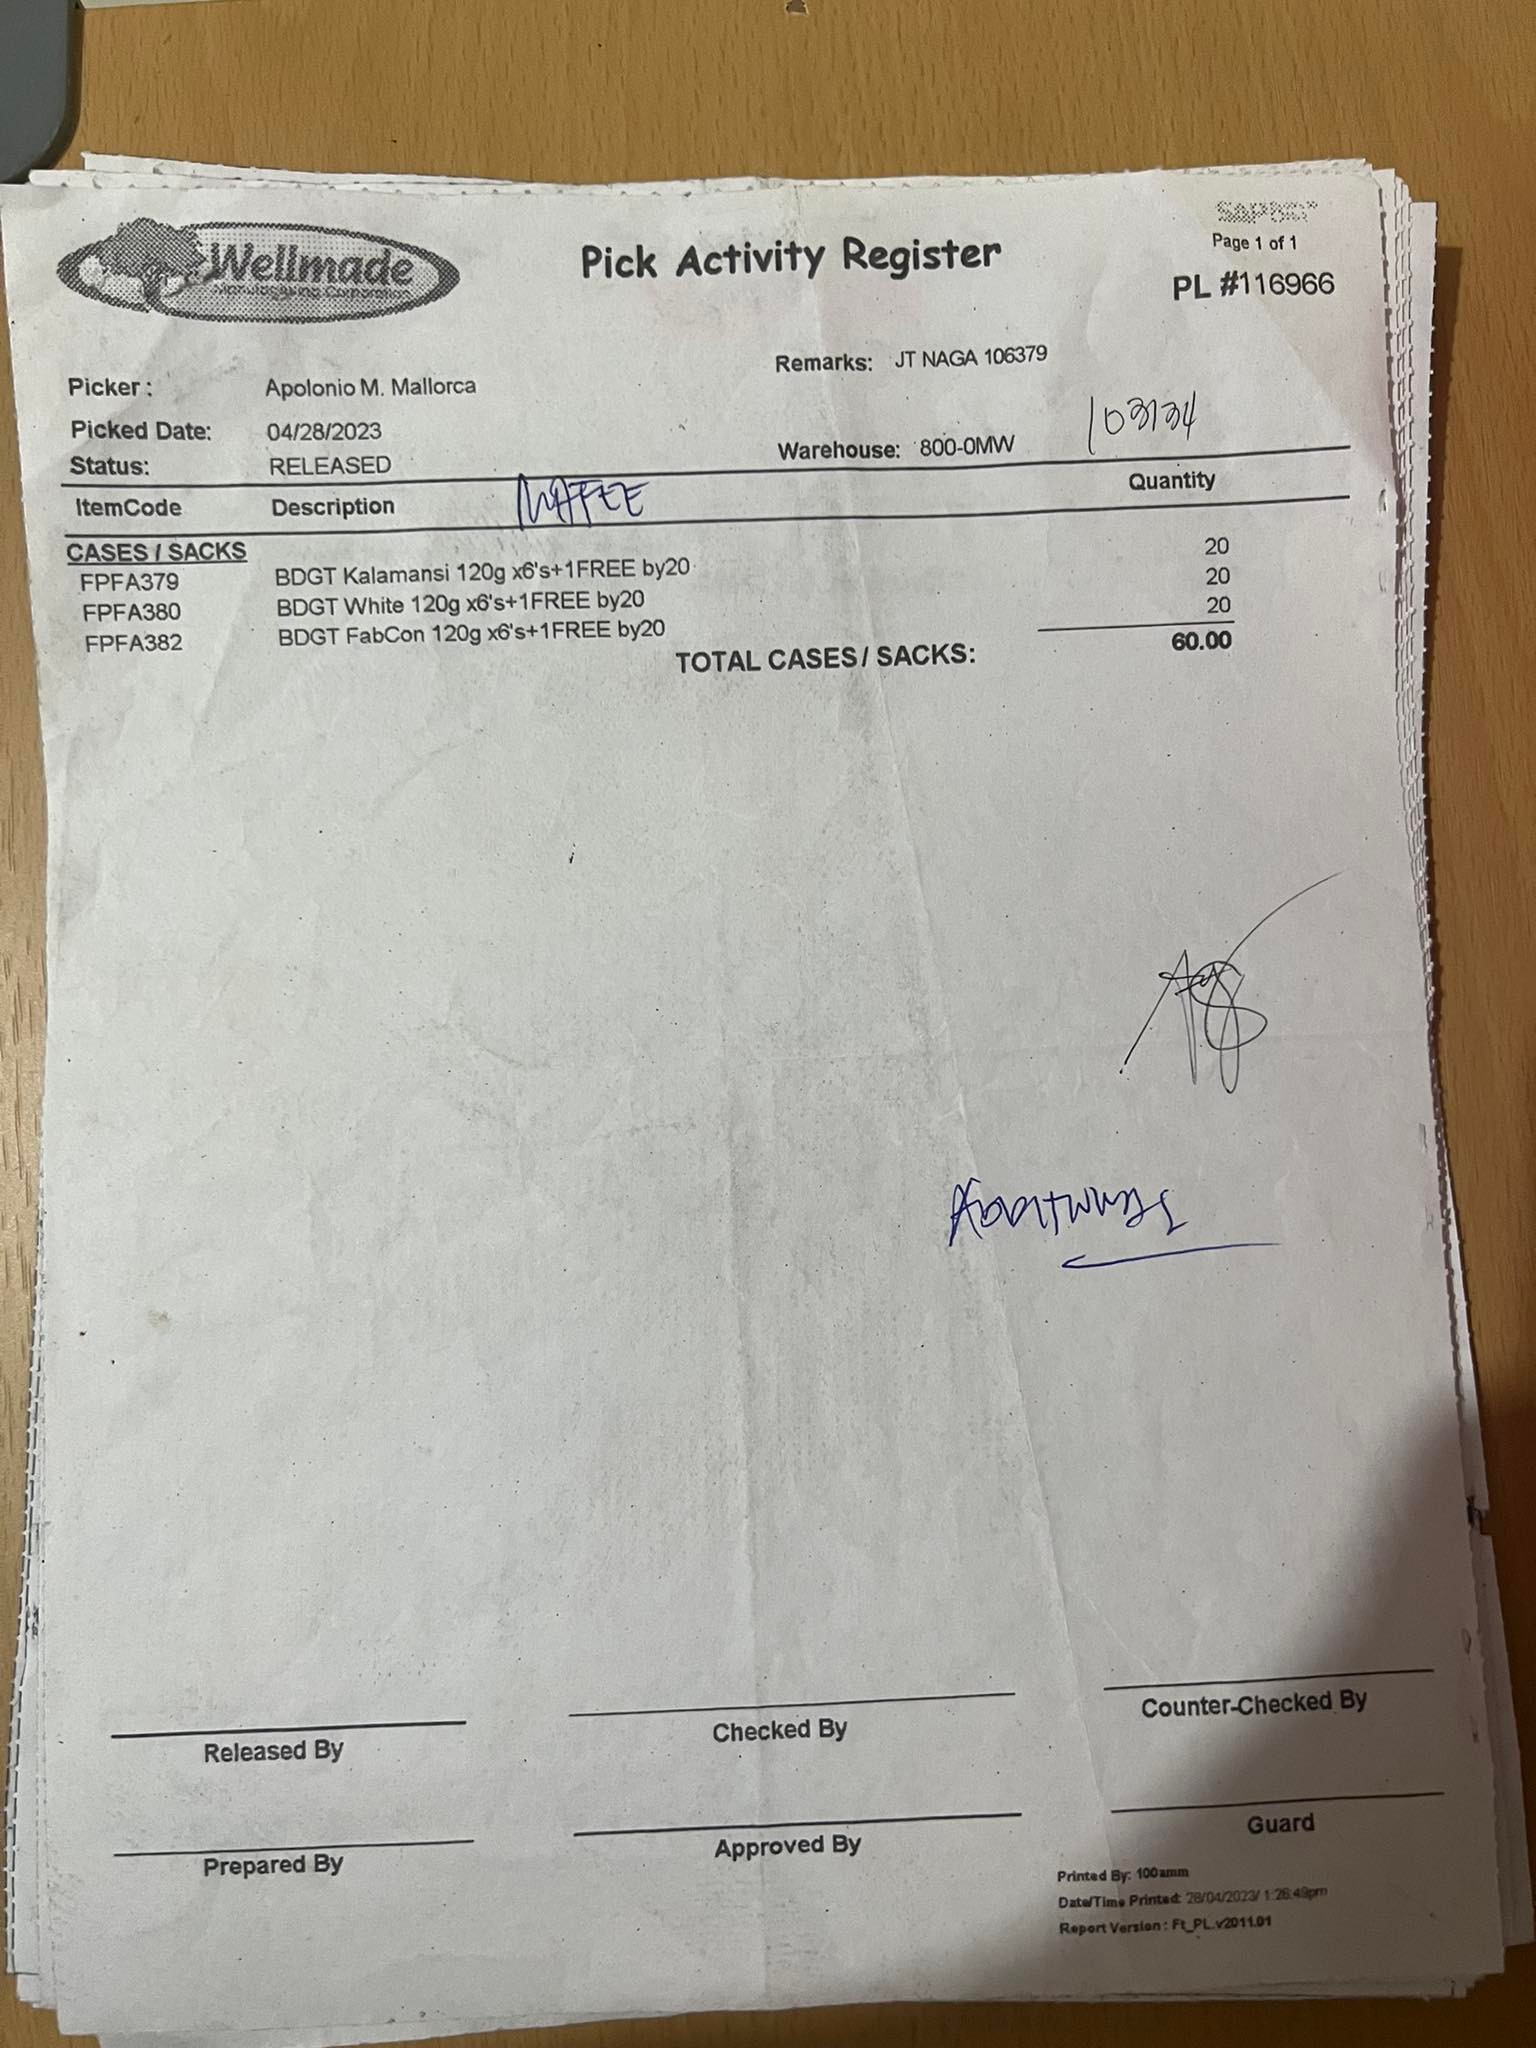 Wellmade
Manufacturing Corporation
Pick Activity Register
Page 1 of 1
PL #116966
Remarks: JT NAGA 106379
Picker : Apolonio M. Mallorca
Picked Date: 04/28/2023
103134
Warehouse: 800-0MW
Status: RELEASED
ItemCode Description Quantity
CASES / SACKS
FPFA379 BDGT Kalamansi 120g x6's+1FREE by20 20
FPFA380 BDGT White 120g x6's+1FREE by20 20
FPFA382 BDGT FabCon 120g x6's+1FREE by20 20
TOTAL CASES / SACKS: 60.00
Released By Checked By Counter-Checked By
Prepared By Approved By Guard
Printed By: 100amm
Date/Time Printed: 28/04/2023/ 1:26:49pm
Report Version : Ft_PL.v2011.01